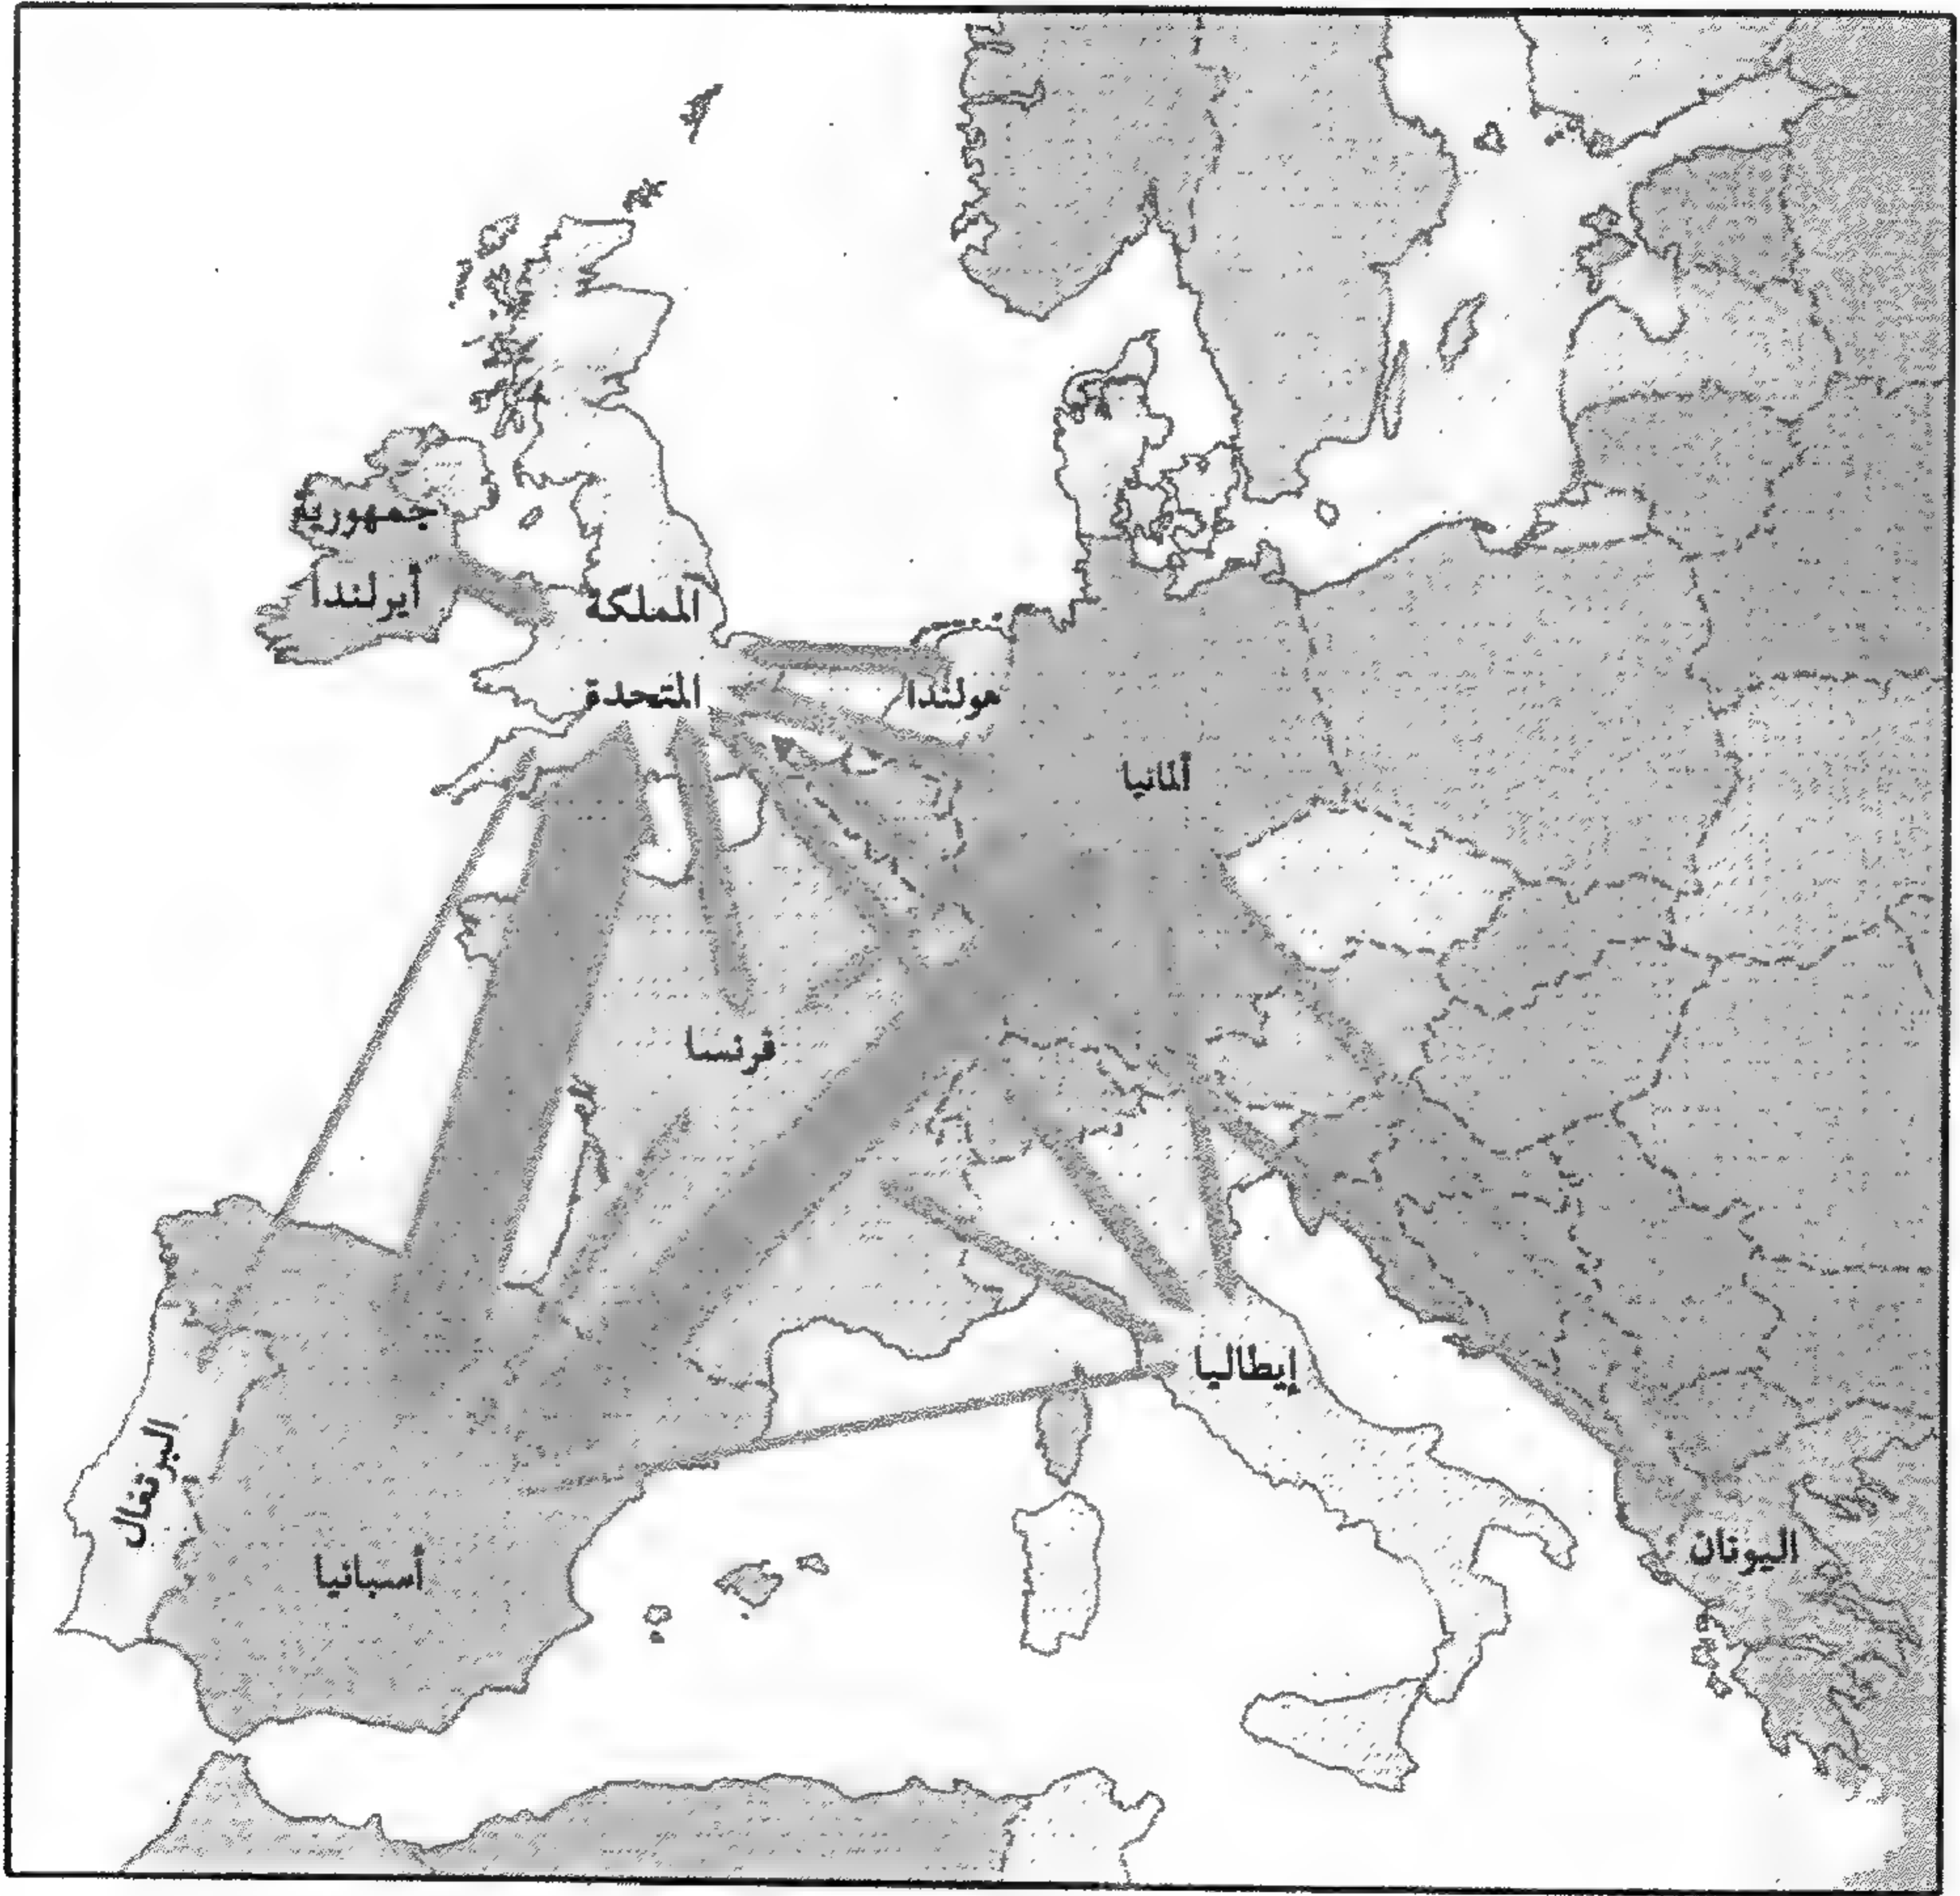 جمهورية
أيرلندا
المملكة
المتحدة
هولندا
ألمانيا
فرنسا
إيطاليا
البرتغال
أسبانيا
اليونان